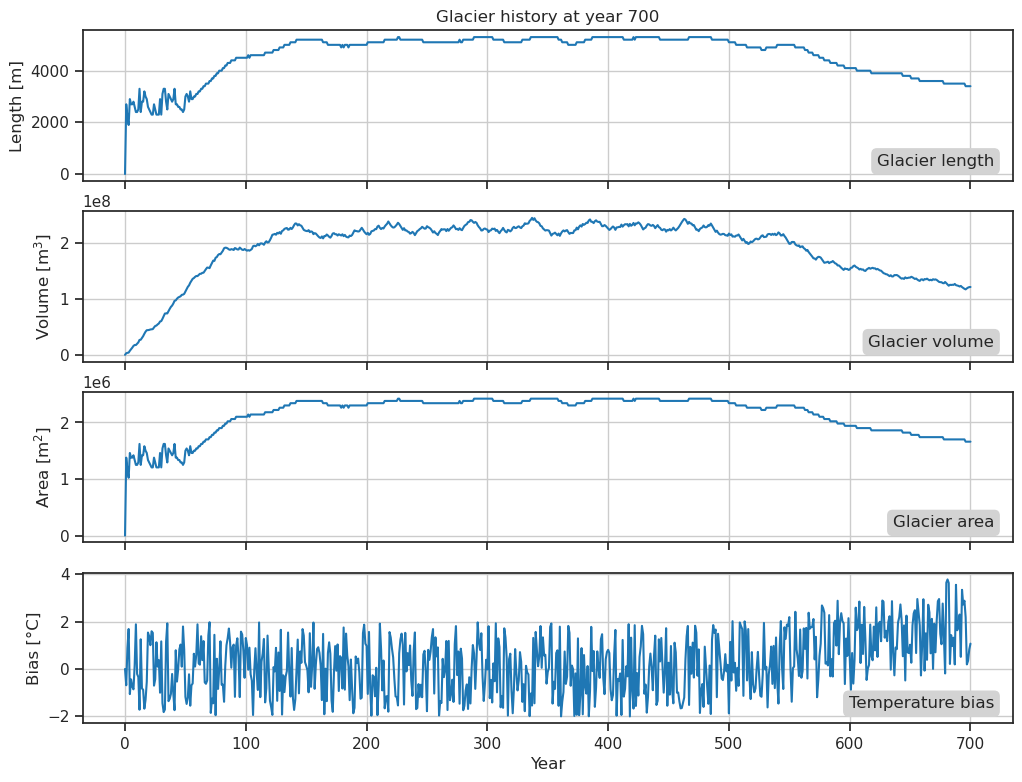 Glacier history at year 700
Length [m]
4000
2000
0
Glacier length
1e8
Volume [m³]
2
1
0
Glacier volume
1e6
Area [m²]
2
1
0
Glacier area
Bias [°C]
4
2
0
−2
Temperature bias
0 100 200 300 400 500 600 700
Year